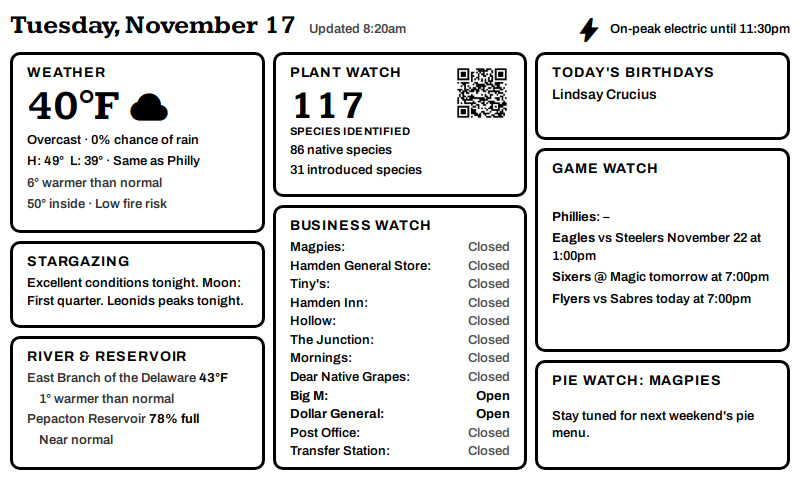 Tuesday, November 17 Updated 8:20am
On-peak electric until 11:30pm
WEATHER
40°F
Overcast · 0% chance of rain
H: 49° L: 39° · Same as Philly
6° warmer than normal
50° inside · Low fire risk
STARGAZING
Excellent conditions tonight. Moon:
First quarter. Leonids peaks tonight.
RIVER & RESERVOIR
East Branch of the Delaware 43°F
1° warmer than normal
Pepacton Reservoir 78% full
Near normal
PLANT WATCH
117
SPECIES IDENTIFIED
86 native species
31 introduced species
BUSINESS WATCH
Magpies: Closed
Hamden General Store: Closed
Tiny's: Closed
Hamden Inn: Closed
Hollow: Closed
The Junction: Closed
Mornings: Closed
Dear Native Grapes: Closed
Big M: Open
Dollar General: Open
Post Office: Closed
Transfer Station: Closed
TODAY'S BIRTHDAYS
Lindsay Crucius
GAME WATCH
Phillies: –
Eagles vs Steelers November 22 at
1:00pm
Sixers @ Magic tomorrow at 7:00pm
Flyers vs Sabres today at 7:00pm
PIE WATCH: MAGPIES
Stay tuned for next weekend's pie
menu.